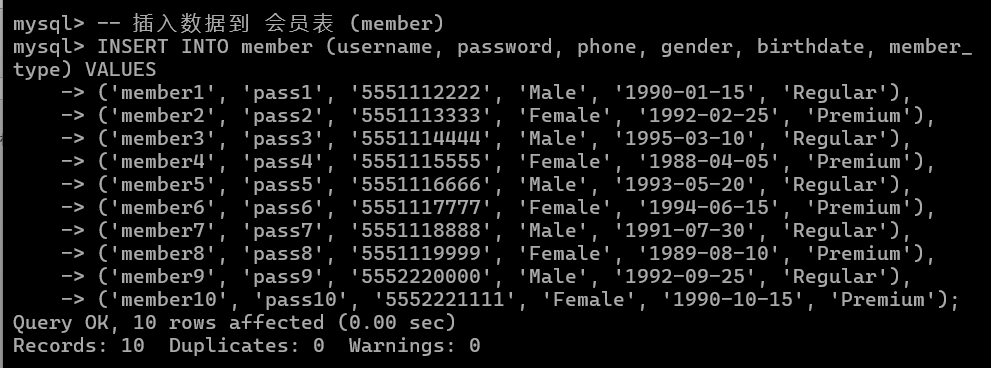 mysql> -- 插入数据到 会员表 (member)
mysql> INSERT INTO member (username, password, phone, gender, birthdate, member_
type) VALUES
    -> ('member1', 'pass1', '5551112222', 'Male', '1990-01-15', 'Regular'),
    -> ('member2', 'pass2', '5551113333', 'Female', '1992-02-25', 'Premium'),
    -> ('member3', 'pass3', '5551114444', 'Male', '1995-03-10', 'Regular'),
    -> ('member4', 'pass4', '5551115555', 'Female', '1988-04-05', 'Premium'),
    -> ('member5', 'pass5', '5551116666', 'Male', '1993-05-20', 'Regular'),
    -> ('member6', 'pass6', '5551117777', 'Female', '1994-06-15', 'Premium'),
    -> ('member7', 'pass7', '5551118888', 'Male', '1991-07-30', 'Regular'),
    -> ('member8', 'pass8', '5551119999', 'Female', '1989-08-10', 'Premium'),
    -> ('member9', 'pass9', '5552220000', 'Male', '1992-09-25', 'Regular'),
    -> ('member10', 'pass10', '5552221111', 'Female', '1990-10-15', 'Premium');
Query OK, 10 rows affected (0.00 sec)
Records: 10  Duplicates: 0  Warnings: 0